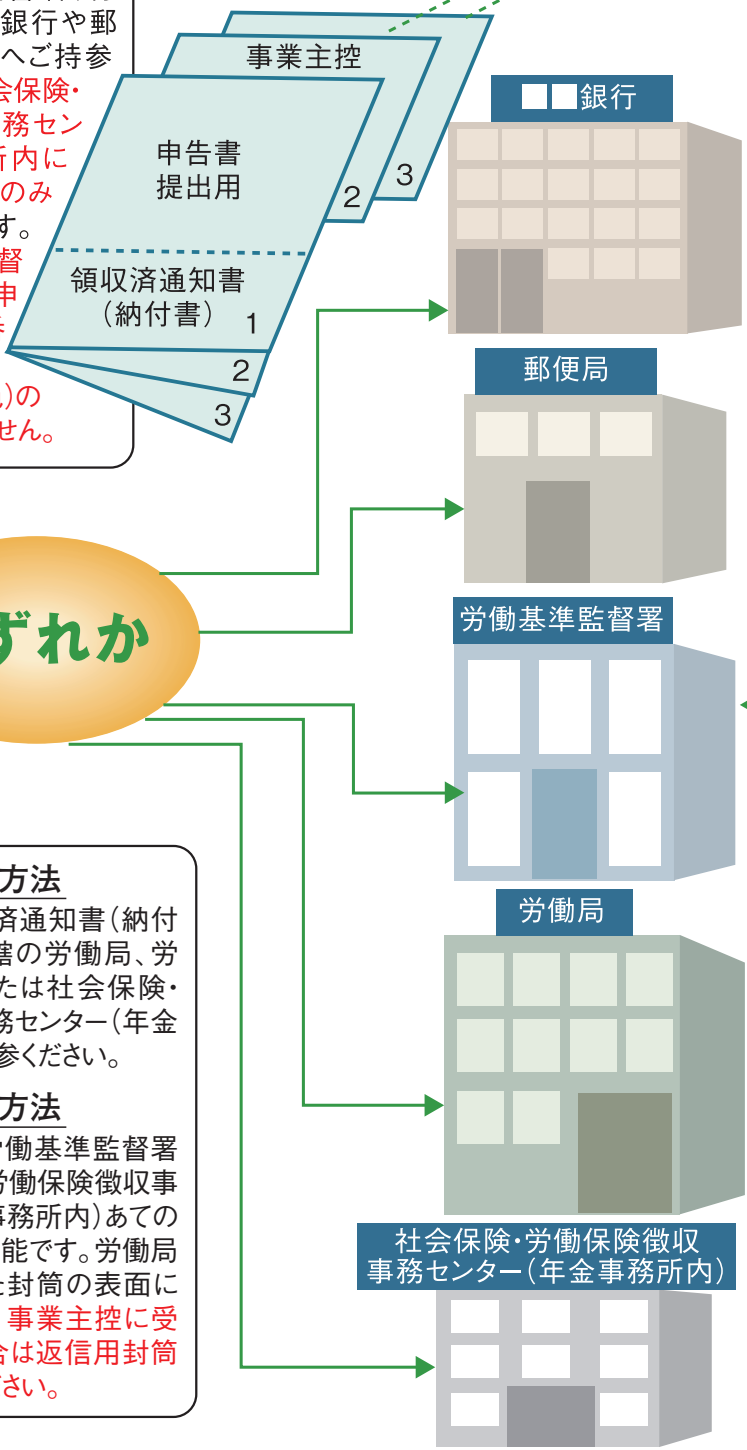 銀行や郵
へご持参
会保険・
務セン
所内に
のみ
す。
督
申
の
せん。
事業主控
申告書
提出用
領収済通知書
（納付書）
1
2
3
2
3
□□銀行
郵便局
労働基準監督署
労働局
社会保険・労働保険徴収
事務センター（年金事務所内）
ずれか
方法
済通知書（納付
轄の労働局、労
たは社会保険・
務センター（年金
参ください。
方法
労働基準監督署
労働保険徴収事
事務所内）あての
能です。労働局
た封筒の表面に
事業主控に受
合は返信用封筒
ださい。